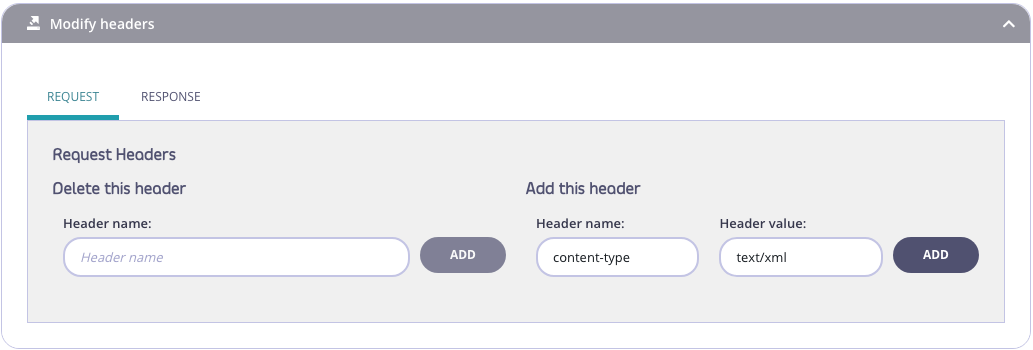 Modify headers
REQUEST RESPONSE
Request Headers
Delete this header Add this header
Header name: Header name: Header value:
Header name ADD content-type text/xml ADD